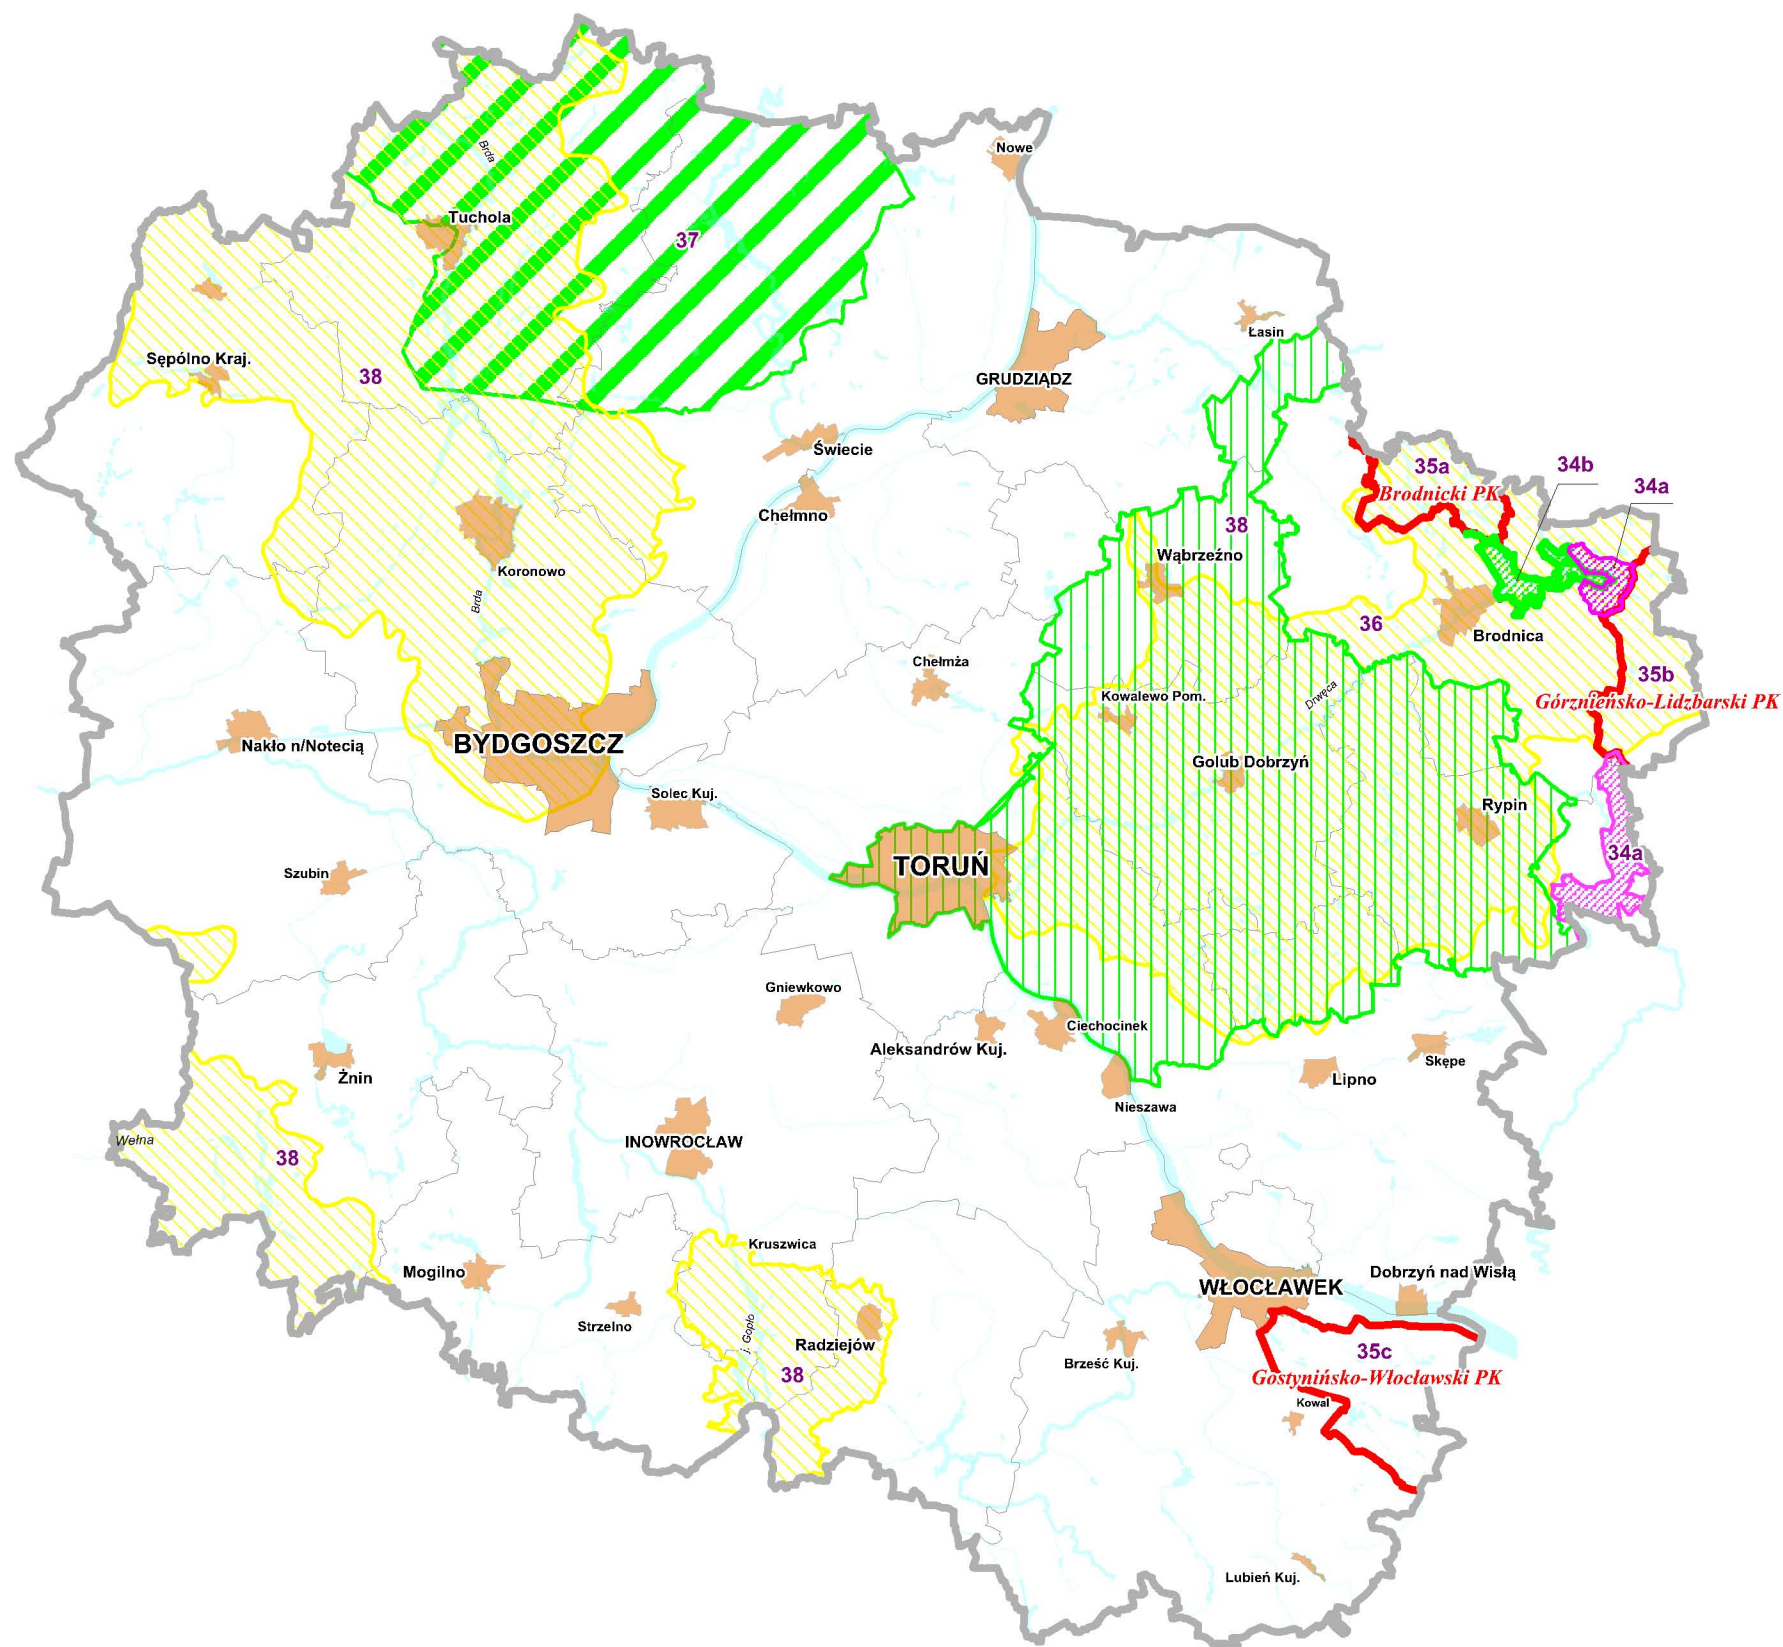 Nowe
Brda
Tuchola
37
Łasin
Sępólno Kraj.
38
GRUDZIĄDZ
Świecie
35a
34b
34a
Brodnicki PK
Chełmno
38
Wąbrzeźno
Koronowo
Brda
36
Brodnica
Chełmża
35b
Kowalewo Pom.
Drwęca
Górznieńsko-Lidzbarski PK
Nakło n/Notecią
BYDGOSZCZ
Golub Dobrzyń
Solec Kuj.
Rypin
34a
TORUŃ
Szubin
Gniewkowo
Ciechocinek
Aleksandrów Kuj.
Skępe
Żnin
Lipno
Nieszawa
Wełna
INOWROCŁAW
38
Kruszwica
Mogilno
Dobrzyń nad Wisłą
WŁOCŁAWEK
Strzelno
j. Gopło
Radziejów
35c
Brześć Kuj.
38
Gostynińsko-Włocławski PK
Kowal
Lubień Kuj.